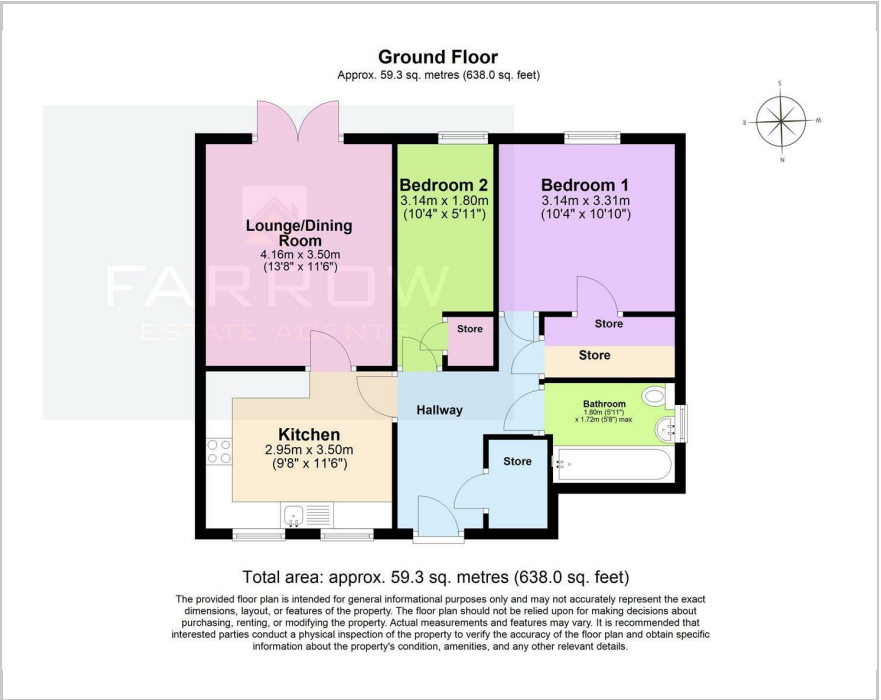 Ground Floor
Approx. 59.3 sq. metres (638.0 sq. feet)
S
E
W
N
Bedroom 2
3.14m x 1.80m
(10'4" x 5'11")
Bedroom 1
3.14m x 3.31m
(10'4" x 10'10")
Lounge/Dining
Room
4.16m x 3.50m
(13'8" x 11'6")
FARROW
ESTATE AGENTS
Store
Store
Store
Bathroom
1.80m (5'11")
x 1.72m (5'8") max
Hallway
Kitchen
2.95m x 3.50m
(9'8" x 11'6")
Store
Total area: approx. 59.3 sq. metres (638.0 sq. feet)
The provided floor plan is intended for general informational purposes only and may not accurately represent the exact
dimensions, layout, or features of the property. The floor plan should not be relied upon for making decisions about
purchasing, renting, or modifying the property. Actual measurements and features may vary. It is recommended that
interested parties conduct a physical inspection of the property to verify the accuracy of the floor plan and obtain specific
information about the property's condition, amenities, and any other relevant details.